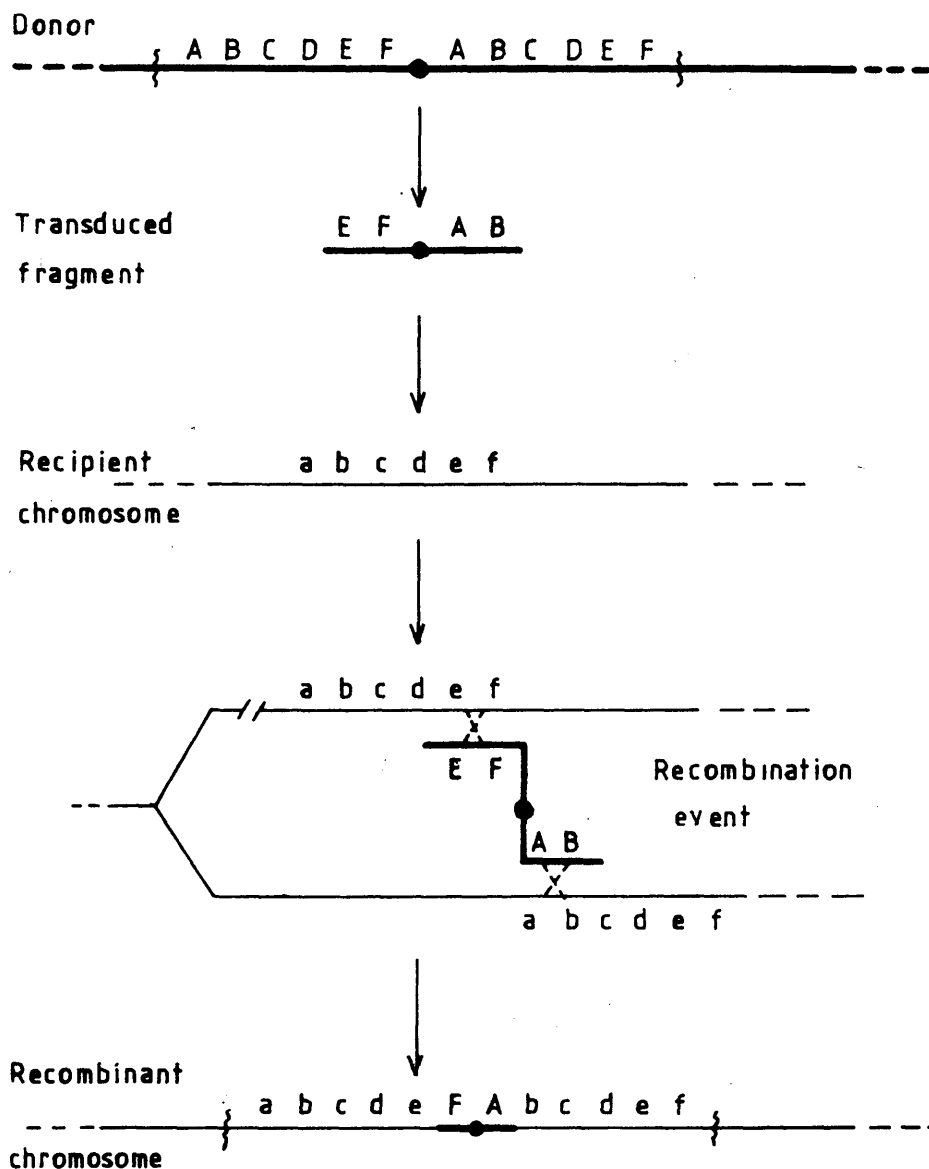 Donor
A B C D E F A B C D E F
Transduced
fragment
E F A B
Recipient
chromosome
a b c d e f
a b c d e f
E F
Recombination
event
A B
a b c d e f
Recombinant
chromosome
a b c d e F A b c d e f